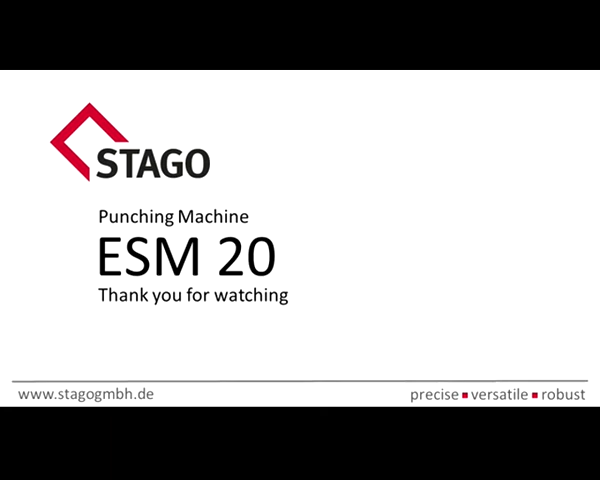 STAGO
Punching Machine
ESM 20
Thank you for watching
www.stagogmbh.de
precise ▪ versatile ▪ robust